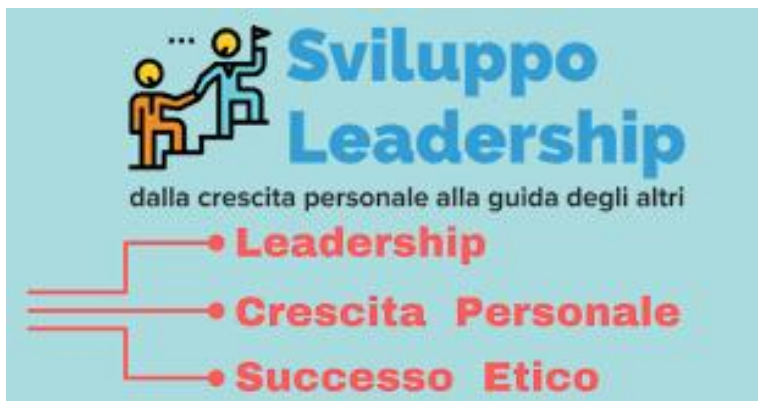 Sviluppo
Leadership
dalla crescita personale alla guida degli altri
Leadership
Crescita Personale
Successo Etico